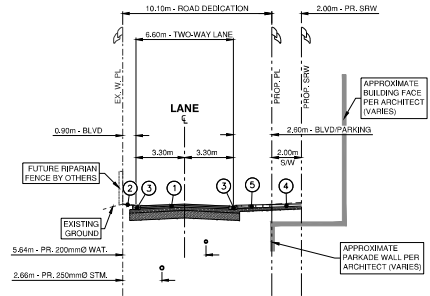 10.10m - ROAD DEDICATION
2.00m - PR. SRW
6.60m - TWO-WAY LANE
EX. W. PL
PROP. PL
PROP. SRW
LANE
℄
APPROXIMATE
BUILDING FACE
PER ARCHITECT
(VARIES)
0.90m - BLVD
2.60m - BLVD/PARKING
3.30m
3.30m
2.00m
S/W
FUTURE RIPARIAN
FENCE BY OTHERS
2
3
1
3
5
4
EXISTING
GROUND
5.64m - PR. 200mmØ WAT.
APPROXIMATE
PARKADE WALL PER
ARCHITECT (VARIES)
2.66m - PR. 250mmØ STM.